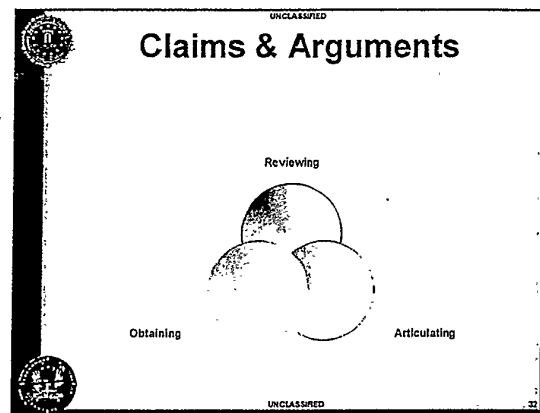 UNCLASSIFIED
Claims & Arguments
Reviewing
Obtaining
Articulating
UNCLASSIFIED
32